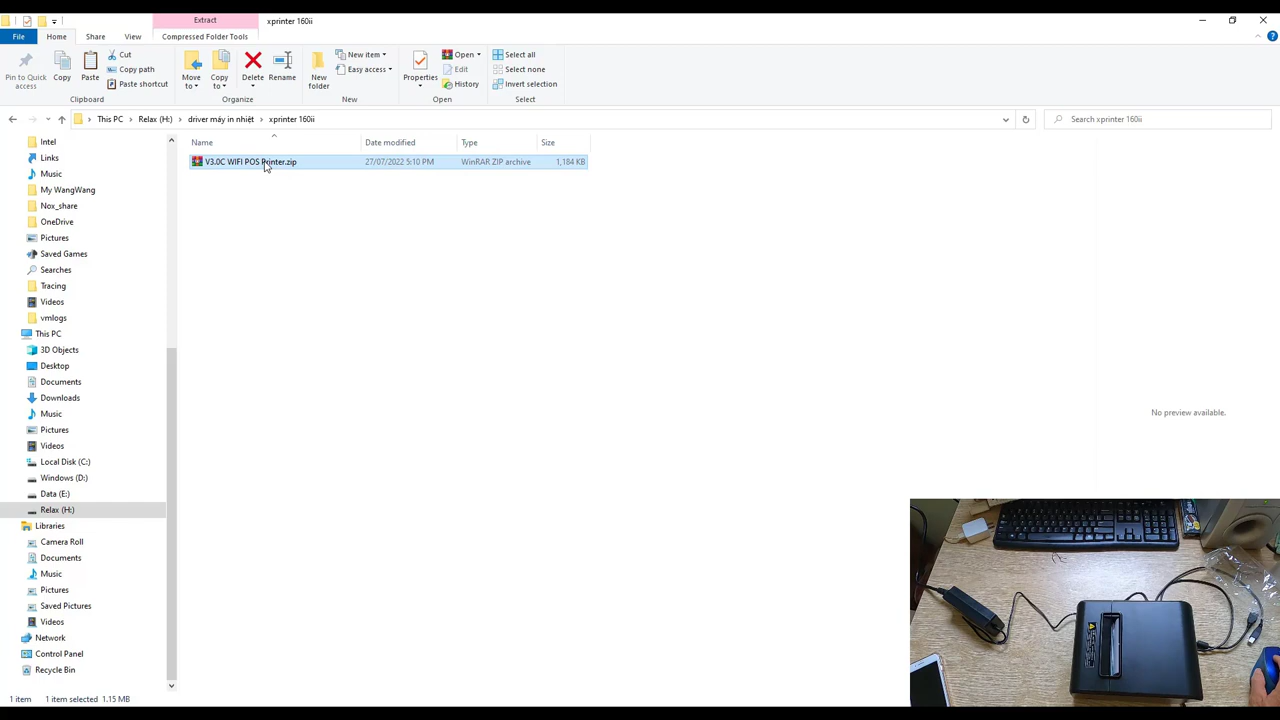 Extract
xprinter 160ii
File
Home
Share
View
Compressed Folder Tools
Pin to Quick access
Copy
Paste
Cut
Copy path
Paste shortcut
Clipboard
Move to
Copy to
Delete
Rename
Organize
New folder
New item
Easy access
New
Properties
Open
Edit
History
Open
Select all
Select none
Invert selection
Select
This PC
Relax (H:)
driver máy in nhiệt
xprinter 160ii
Search xprinter 160ii
Name
Date modified
Type
Size
V3.0C WIFI POS Printer.zip
27/07/2022 5:10 PM
WinRAR ZIP archive
1,184 KB
Intel
Links
Music
My WangWang
Nox_share
OneDrive
Pictures
Saved Games
Searches
Tracing
Videos
vmlogs
This PC
3D Objects
Desktop
Documents
Downloads
Music
Pictures
Videos
Local Disk (C:)
Windows (D:)
Data (E:)
Relax (H:)
Libraries
Camera Roll
Documents
Music
Pictures
Saved Pictures
Videos
Network
Control Panel
Recycle Bin
No preview available.
1 item
1 item selected 1.15 MB